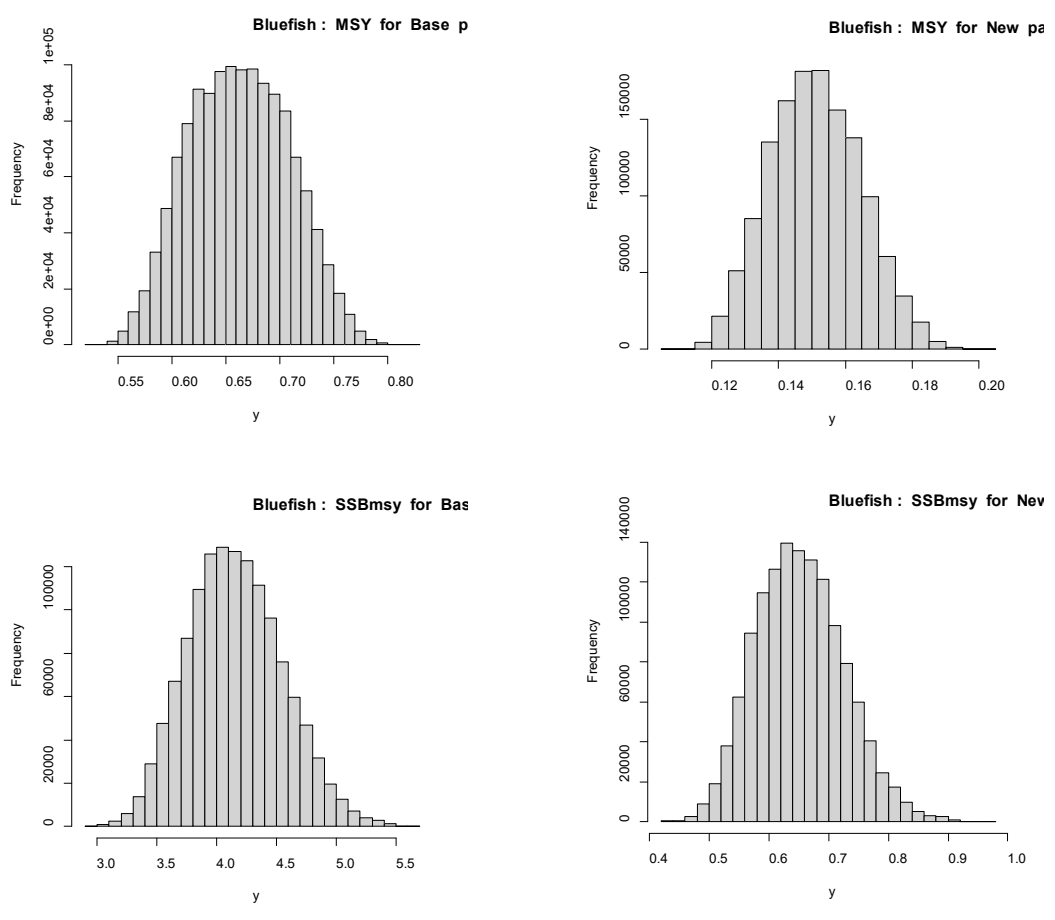 Bluefish : MSY for Base p
Frequency
0e+00 2e+04 4e+04 6e+04 8e+04 1e+05
0.55 0.60 0.65 0.70 0.75 0.80
y
Bluefish : MSY for New pa
Frequency
0 50000 100000 150000
0.12 0.14 0.16 0.18 0.20
y
Bluefish : SSBmsy for Bas
Frequency
0 20000 60000 100000
3.0 3.5 4.0 4.5 5.0 5.5
y
Bluefish : SSBmsy for New
Frequency
0 20000 60000 100000 140000
0.4 0.5 0.6 0.7 0.8 0.9 1.0
y